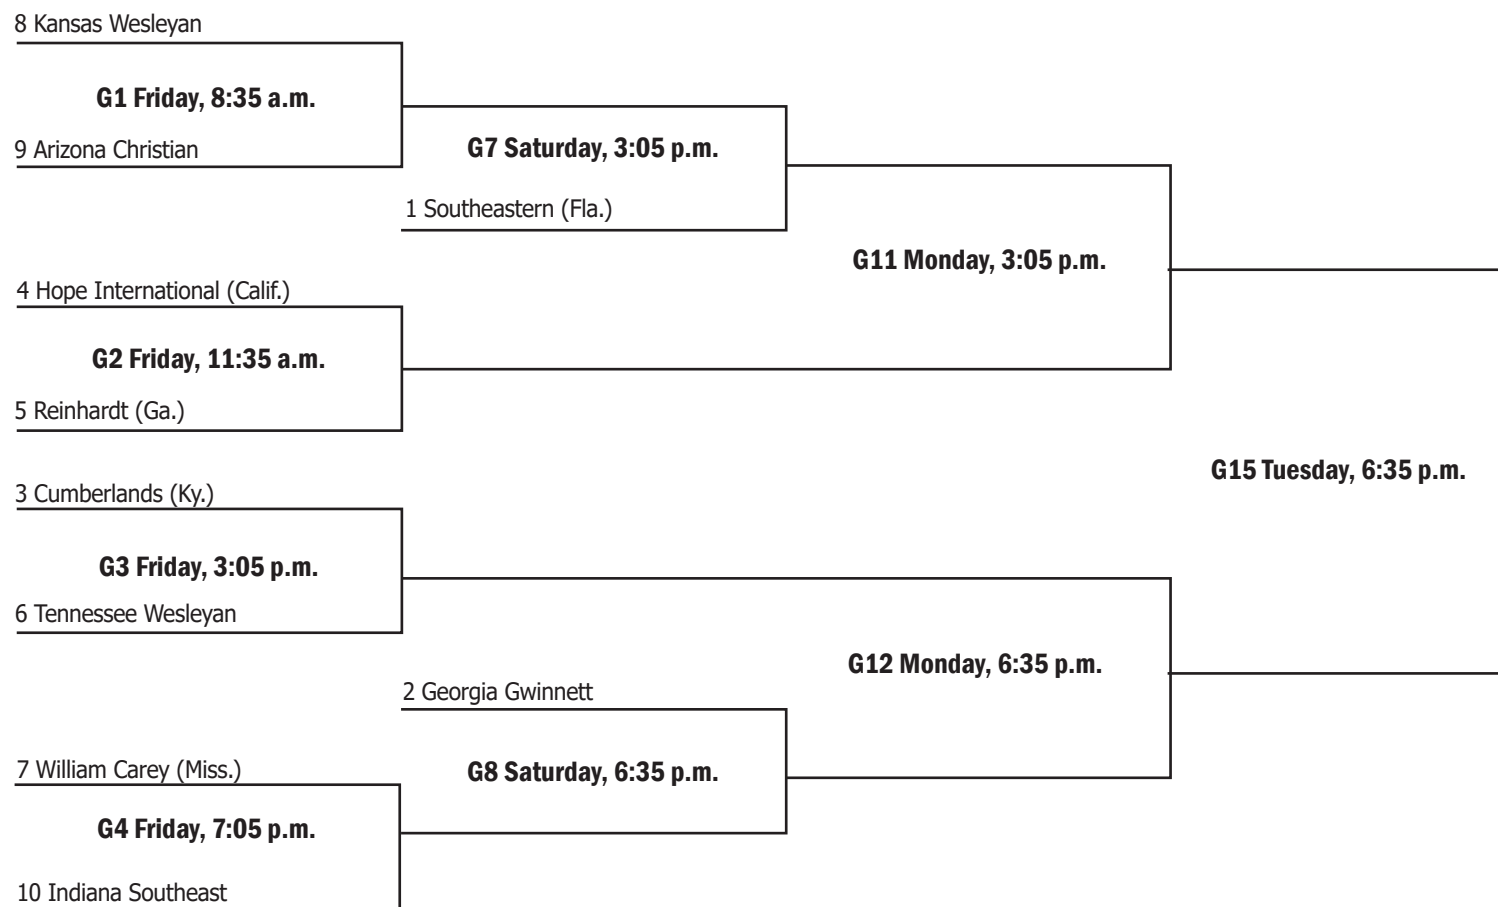 8 Kansas Wesleyan
G1 Friday, 8:35 a.m.
9 Arizona Christian
G7 Saturday, 3:05 p.m.
1 Southeastern (Fla.)
G11 Monday, 3:05 p.m.
4 Hope International (Calif.)
G2 Friday, 11:35 a.m.
5 Reinhardt (Ga.)
G15 Tuesday, 6:35 p.m.
3 Cumberlands (Ky.)
G3 Friday, 3:05 p.m.
6 Tennessee Wesleyan
G12 Monday, 6:35 p.m.
2 Georgia Gwinnett
G8 Saturday, 6:35 p.m.
7 William Carey (Miss.)
G4 Friday, 7:05 p.m.
10 Indiana Southeast